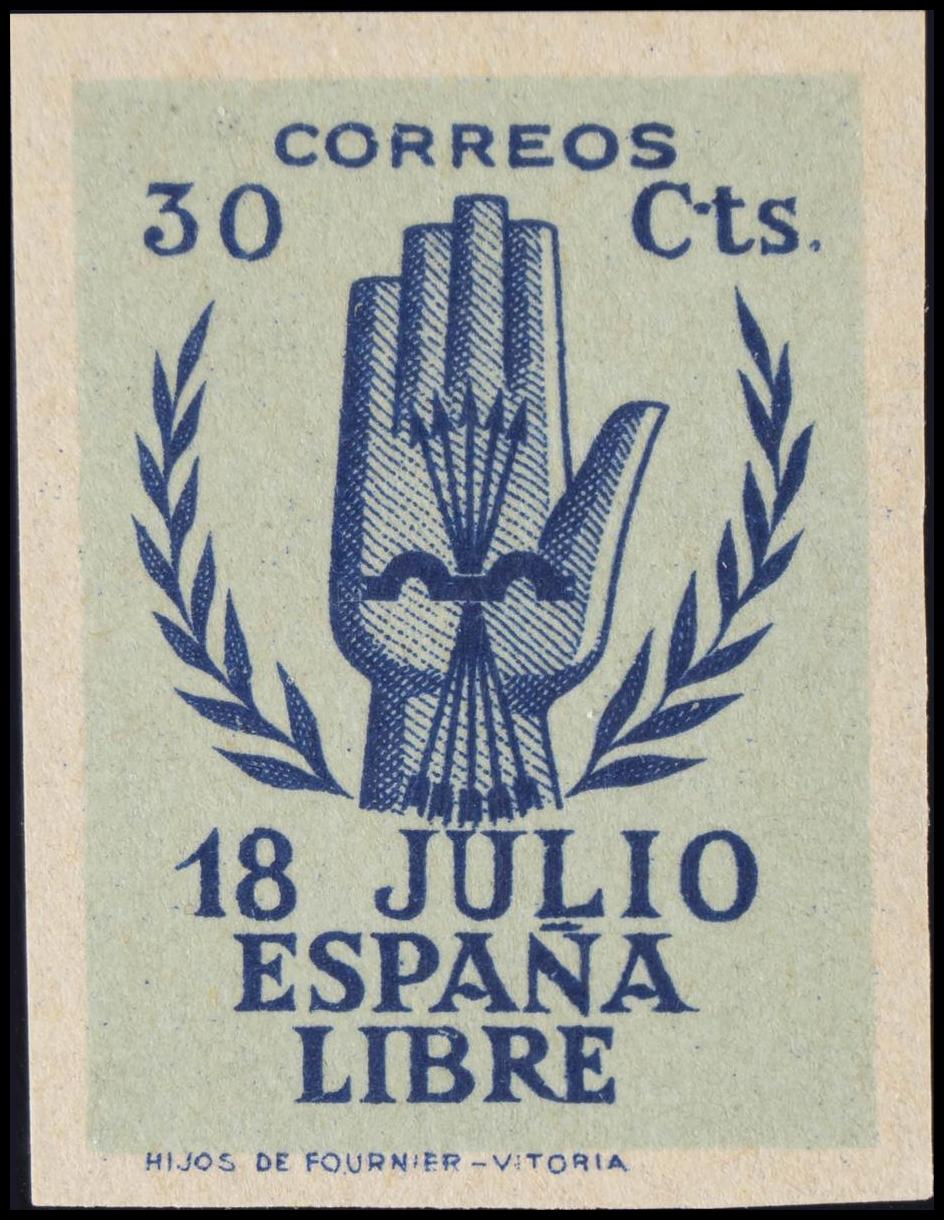 CORREOS
30 Cts.
18 JULIO
ESPAÑA
LIBRE
HIJOS DE FOURNIER-VITORIA